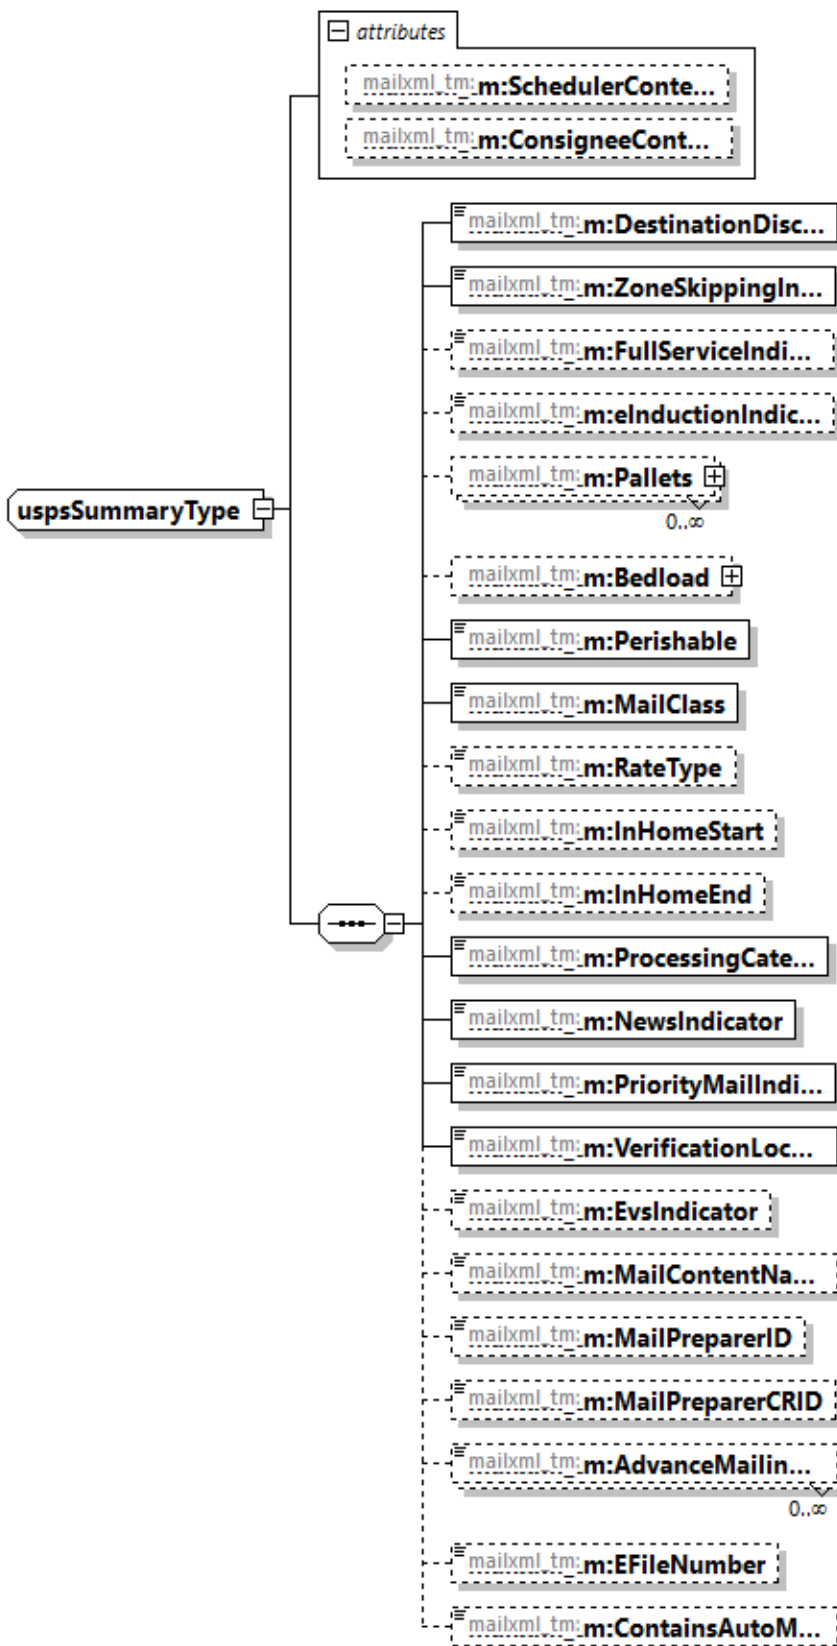 attributes
mailxml_tm:m:SchedulerConte...
mailxml_tm:m:ConsigneeCont...
mailxml_tm:m:DestinationDisc...
mailxml_tm:m:ZoneSkippingIn...
mailxml_tm:m:FullServiceIndi...
mailxml_tm:m:eInductionIndic...
mailxml_tm:m:Pallets
0..∞
uspsSummaryType
mailxml_tm:m:Bedload
mailxml_tm:m:Perishable
mailxml_tm:m:MailClass
mailxml_tm:m:RateType
mailxml_tm:m:InHomeStart
mailxml_tm:m:InHomeEnd
mailxml_tm:m:ProcessingCate...
mailxml_tm:m:NewsIndicator
mailxml_tm:m:PriorityMailIndi...
mailxml_tm:m:VerificationLoc...
mailxml_tm:m:EvsIndicator
mailxml_tm:m:MailContentNa...
mailxml_tm:m:MailPreparerID
mailxml_tm:m:MailPreparerCRID
mailxml_tm:m:AdvanceMailin...
0..∞
mailxml_tm:m:EFileNumber
mailxml_tm:m:ContainsAutoM...